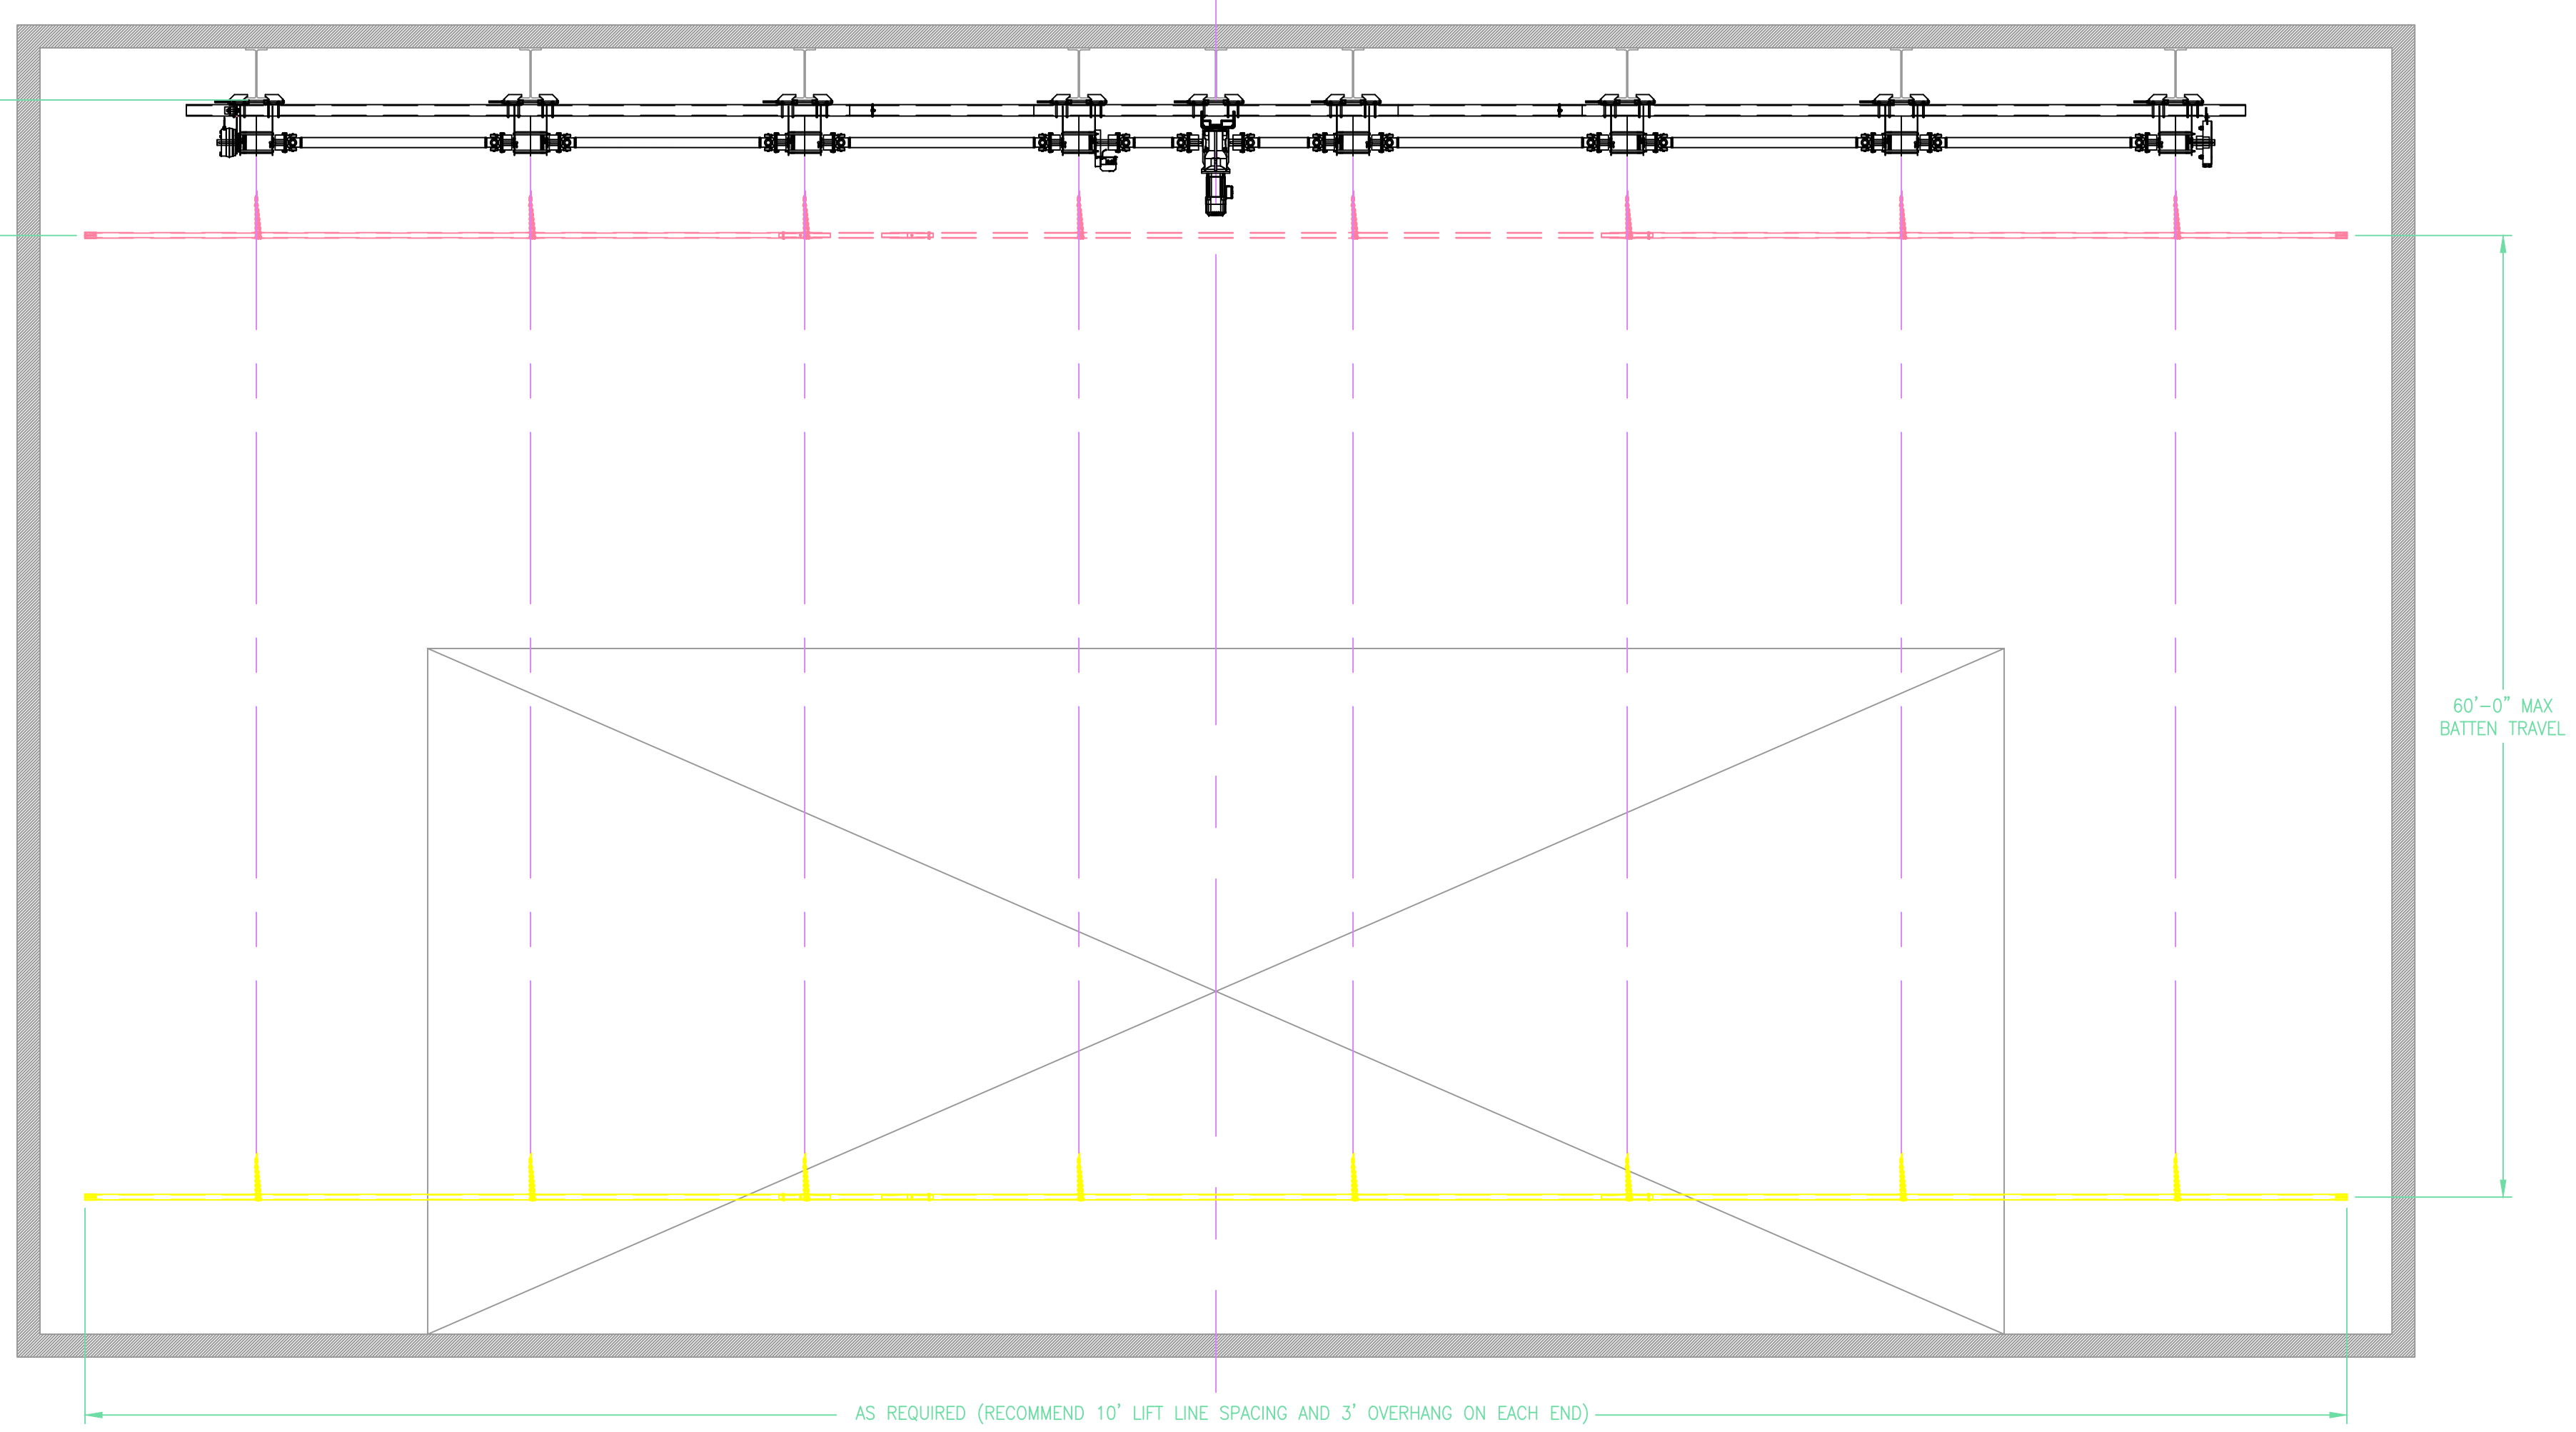 60'-0" MAX
BATTEN TRAVEL
AS REQUIRED (RECOMMEND 10' LIFT LINE SPACING AND 3' OVERHANG ON EACH END)